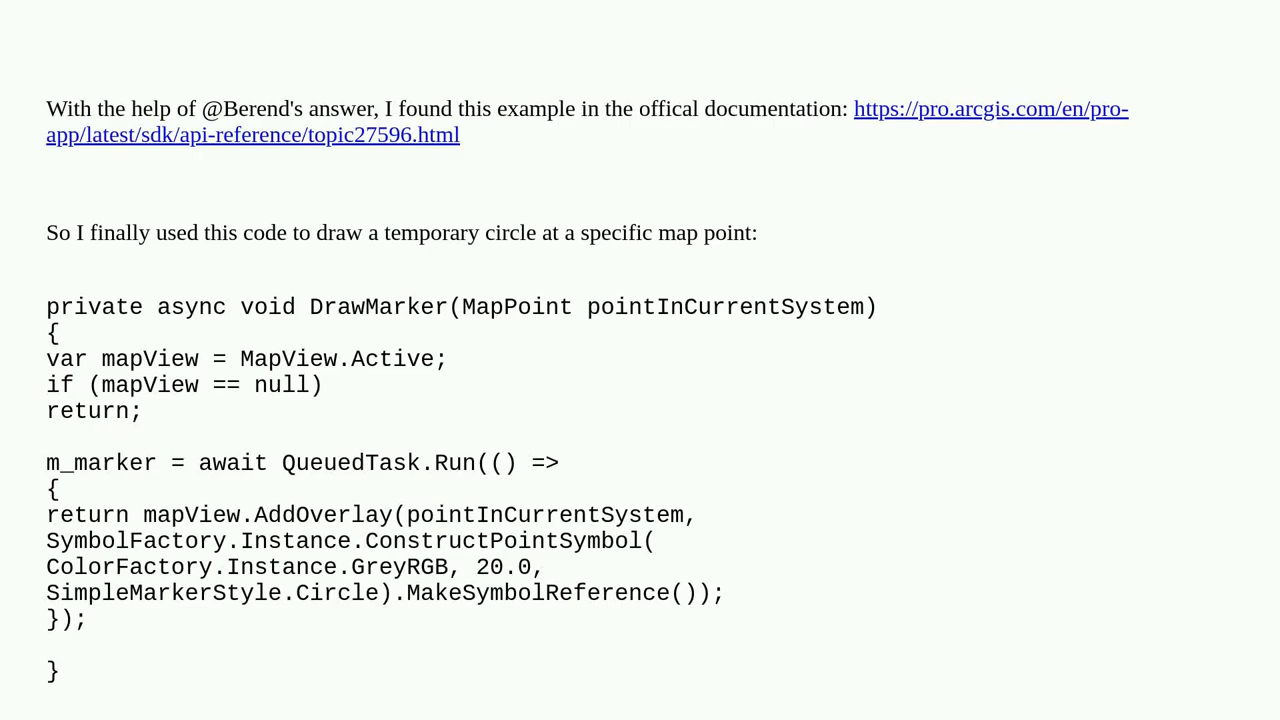 With the help of @Berend's answer, I found this example in the offical documentation: https://pro.arcgis.com/en/pro-
app/latest/sdk/api-reference/topic27596.html
So I finally used this code to draw a temporary circle at a specific map point:
private async void DrawMarker(MapPoint pointInCurrentSystem)
{
var mapView = MapView.Active;
if (mapView == null)
return;
m_marker = await QueuedTask.Run(() =>
{
return mapView.AddOverlay(pointInCurrentSystem,
SymbolFactory.Instance.ConstructPointSymbol(
ColorFactory.Instance.GreyRGB, 20.0,
SimpleMarkerStyle.Circle).MakeSymbolReference());
});
}